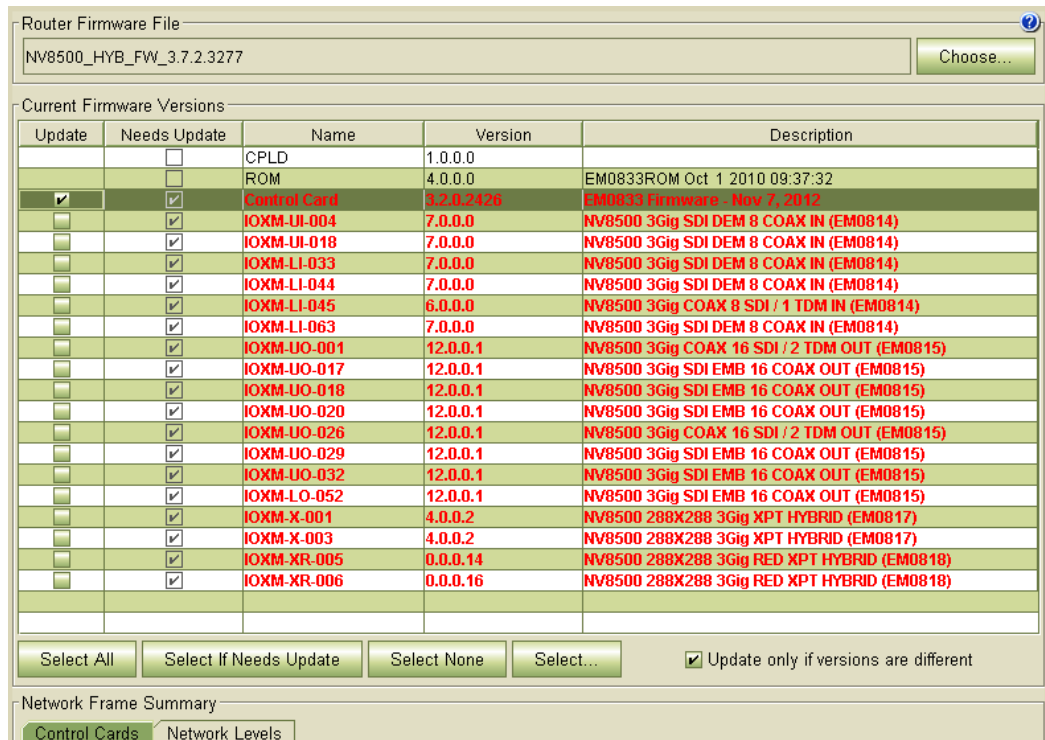 Router Firmware File
NV8500_HYB_FW_3.7.2.3277 Choose...
Current Firmware Versions
Update Needs Update Name Version Description
CPLD 1.0.0.0
ROM 4.0.0.0 EM0833ROM Oct 1 2010 09:37:32
Control Card 3.2.0.2426 EM0833 Firmware - Nov 7, 2012
IOXM-UI-004 7.0.0.0 NV8500 3Gig SDI DEM 8 COAX IN (EM0814)
IOXM-UI-018 7.0.0.0 NV8500 3Gig SDI DEM 8 COAX IN (EM0814)
IOXM-LI-033 7.0.0.0 NV8500 3Gig SDI DEM 8 COAX IN (EM0814)
IOXM-LI-044 7.0.0.0 NV8500 3Gig SDI DEM 8 COAX IN (EM0814)
IOXM-LI-045 6.0.0.0 NV8500 3Gig COAX 8 SDI / 1 TDM IN (EM0814)
IOXM-LI-063 7.0.0.0 NV8500 3Gig SDI DEM 8 COAX IN (EM0814)
IOXM-UO-001 12.0.0.1 NV8500 3Gig COAX 16 SDI / 2 TDM OUT (EM0815)
IOXM-UO-017 12.0.0.1 NV8500 3Gig SDI EMB 16 COAX OUT (EM0815)
IOXM-UO-018 12.0.0.1 NV8500 3Gig SDI EMB 16 COAX OUT (EM0815)
IOXM-UO-020 12.0.0.1 NV8500 3Gig SDI EMB 16 COAX OUT (EM0815)
IOXM-UO-026 12.0.0.1 NV8500 3Gig COAX 16 SDI / 2 TDM OUT (EM0815)
IOXM-UO-029 12.0.0.1 NV8500 3Gig SDI EMB 16 COAX OUT (EM0815)
IOXM-UO-032 12.0.0.1 NV8500 3Gig SDI EMB 16 COAX OUT (EM0815)
IOXM-LO-052 12.0.0.1 NV8500 3Gig SDI EMB 16 COAX OUT (EM0815)
IOXM-X-001 4.0.0.2 NV8500 288X288 3Gig XPT HYBRID (EM0817)
IOXM-X-003 4.0.0.2 NV8500 288X288 3Gig XPT HYBRID (EM0817)
IOXM-XR-005 0.0.0.14 NV8500 288X288 3Gig RED XPT HYBRID (EM0818)
IOXM-XR-006 0.0.0.16 NV8500 288X288 3Gig RED XPT HYBRID (EM0818)
Select All Select If Needs Update Select None Select... Update only if versions are different
Network Frame Summary
Control Cards Network Levels